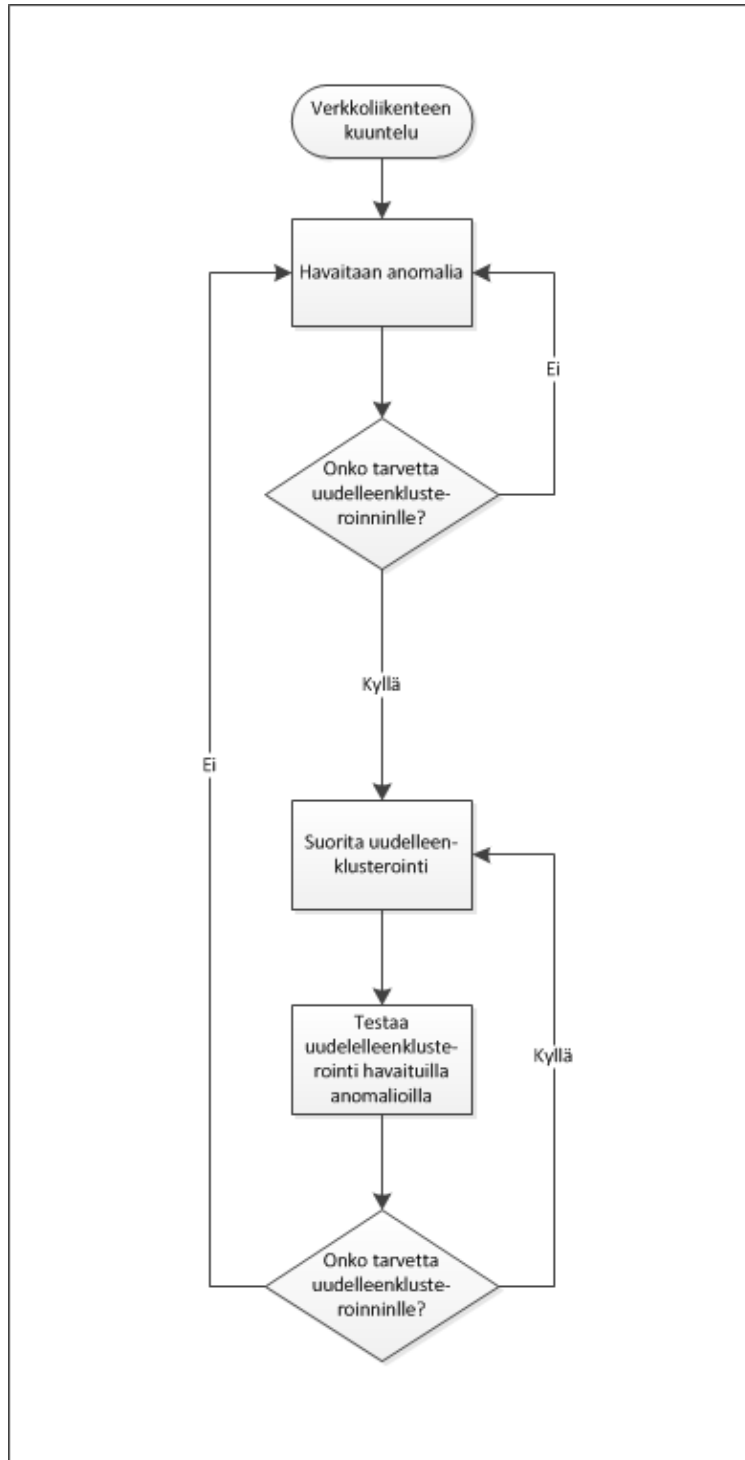 Verkkoliikenteen
kuuntelu
Havaitaan anomalia
Ei
Onko tarvetta
uudelleenkluste-
roinninlle?
Kyllä
Ei
Suorita uudelleen-
klusterointi
Testaa
uudelelleenkluste-
rointi havaituilla
anomalioilla
Kyllä
Onko tarvetta
uudelleenkluste-
roinninlle?